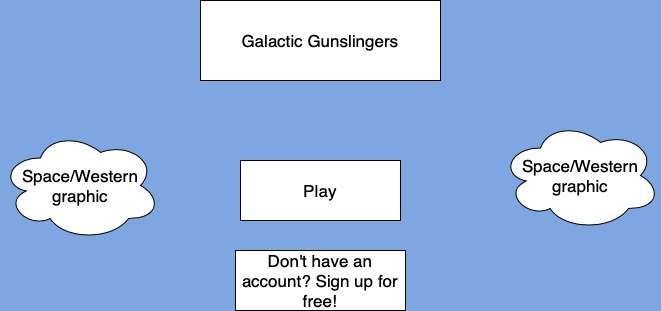 Galactic Gunslingers
Space/Western
graphic
Space/Western
graphic
Play
Don't have an
account? Sign up for
free!